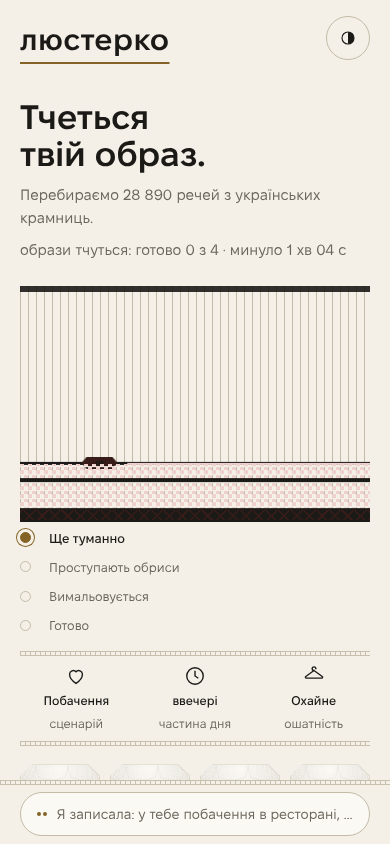 люстерко
Тчеться
твій образ.
Перебираємо 28 890 речей з українських
крамниць.
образи тчуться: готово 0 з 4 · минуло 1 хв 04 с
Ще туманно
Проступають обриси
Вимальовується
Готово
Побачення ввечері Охайне
сценарій частина дня ошатність
Я записала: у тебе побачення в ресторані, ...